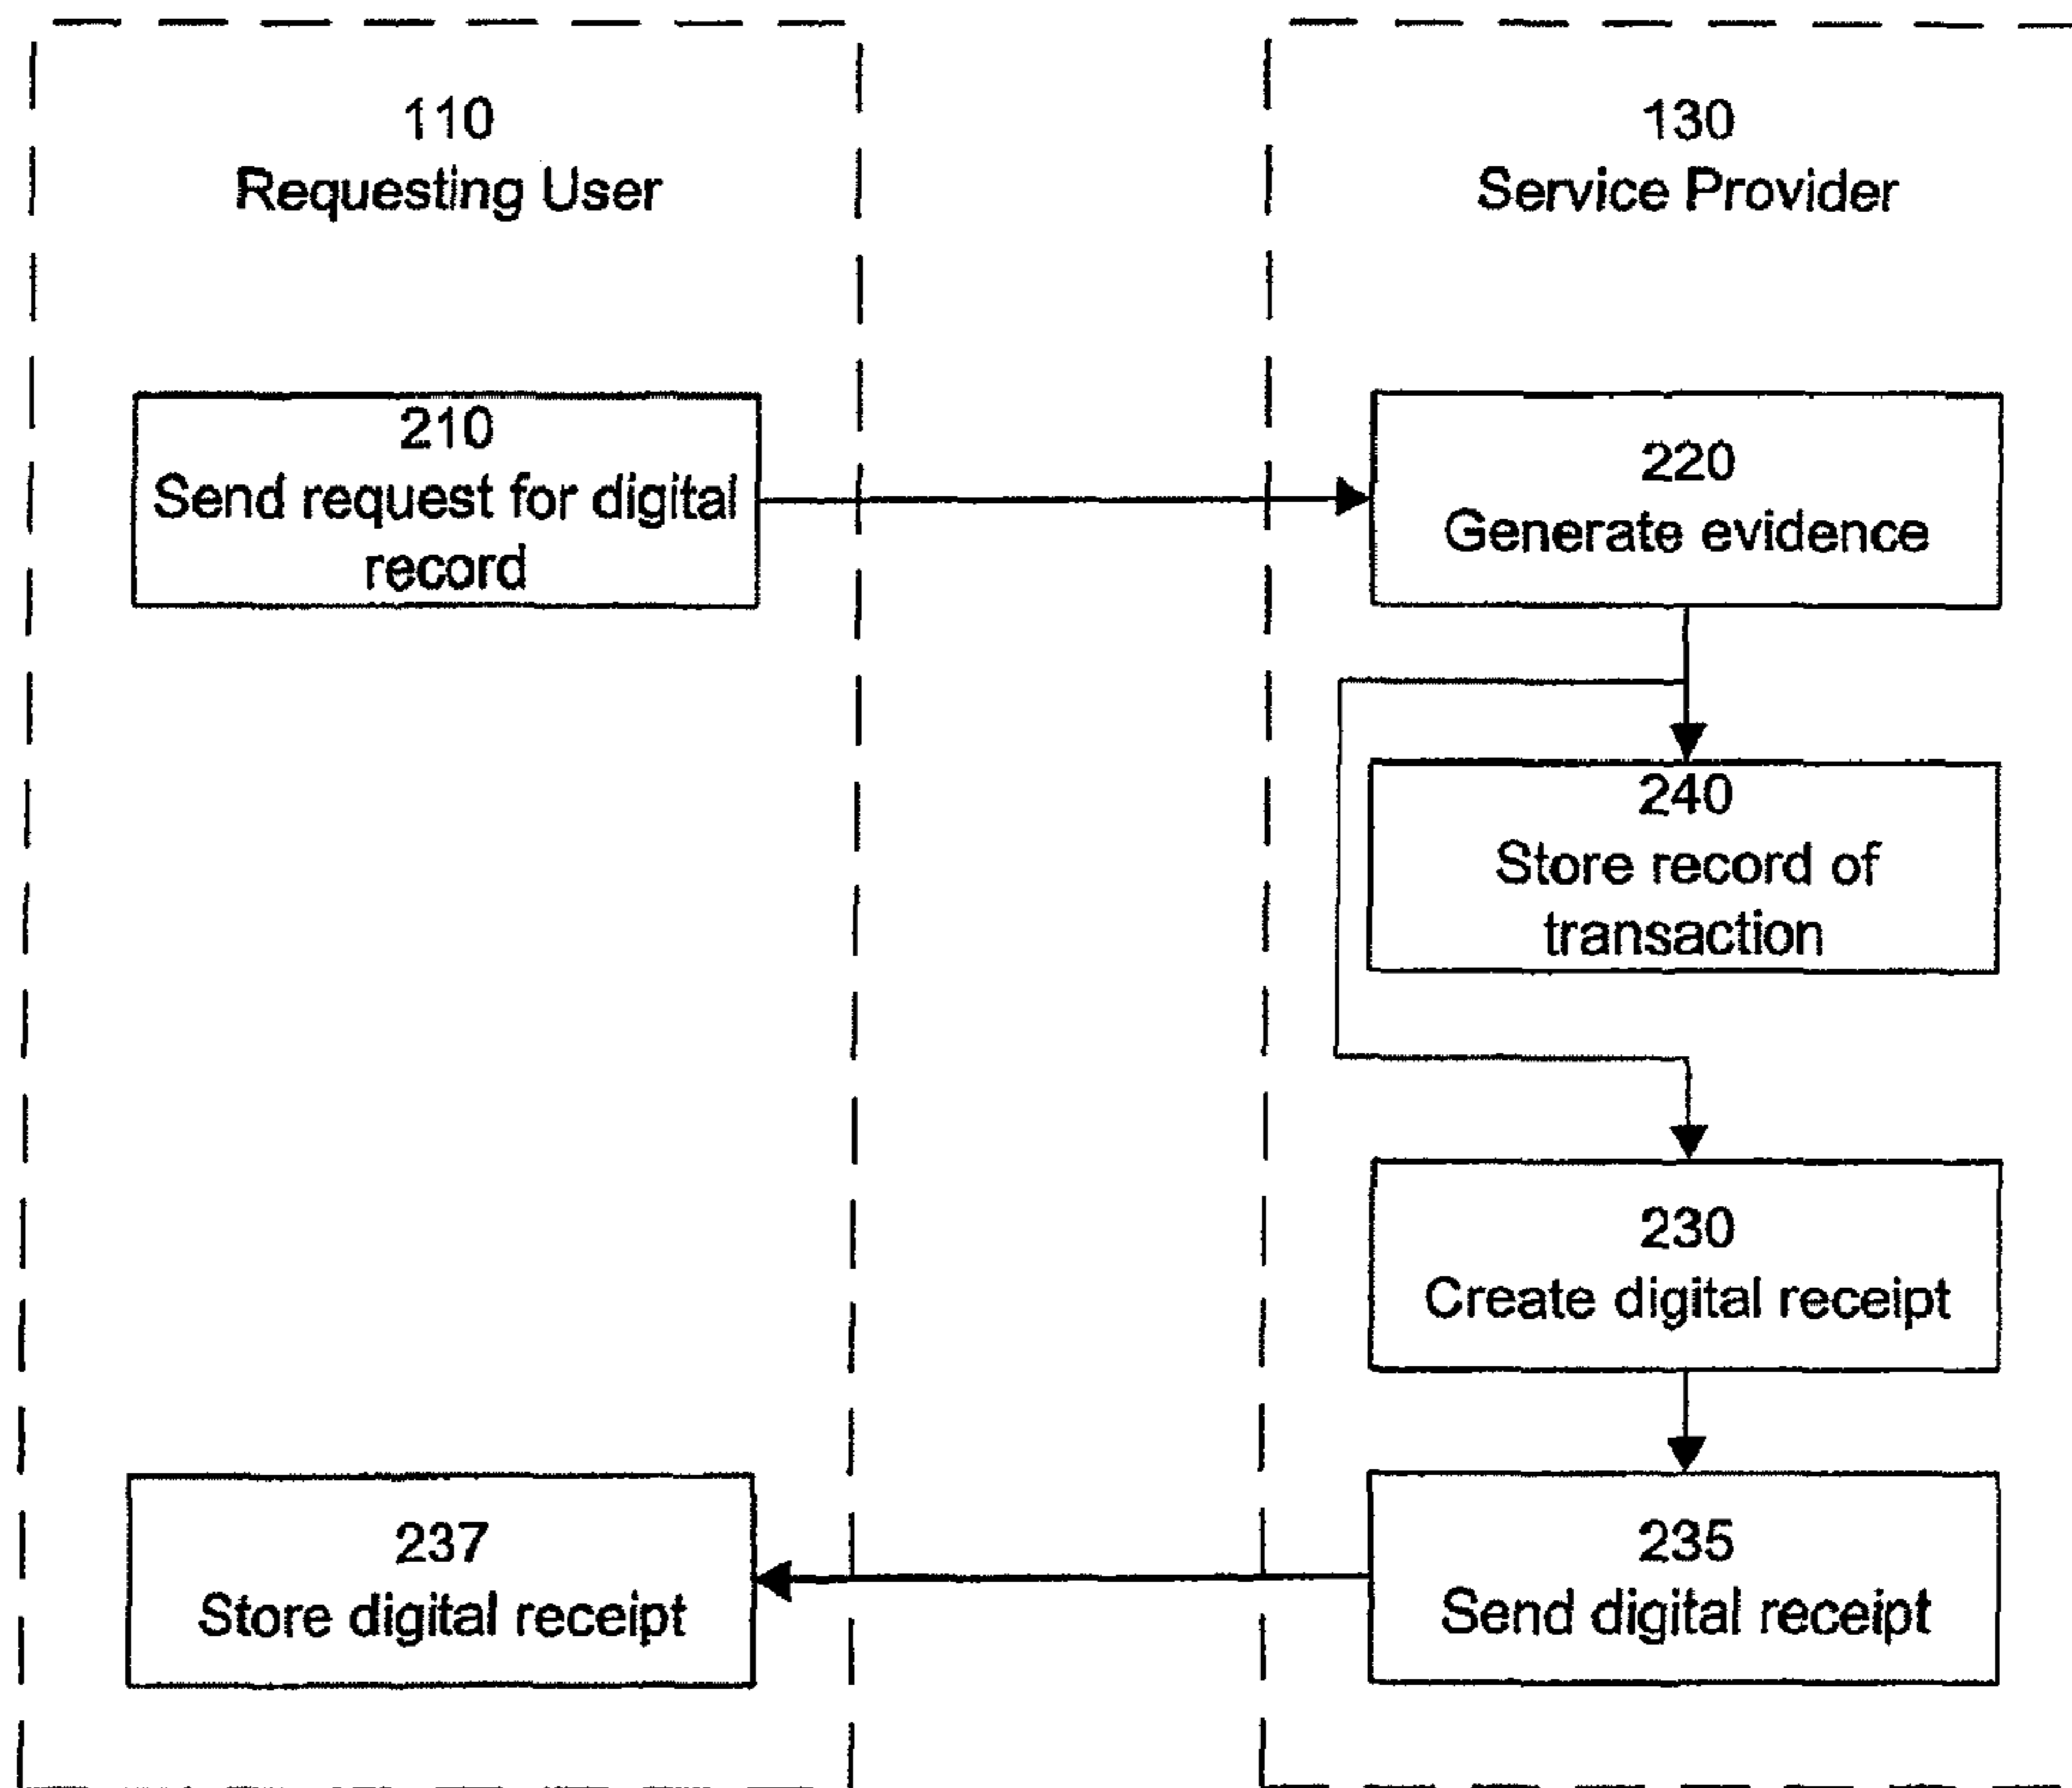 110
Requesting User
130
Service Provider
210
Send request for digital
record
220
Generate evidence
240
Store record of
transaction
230
Create digital receipt
237
Store digital receipt
235
Send digital receipt